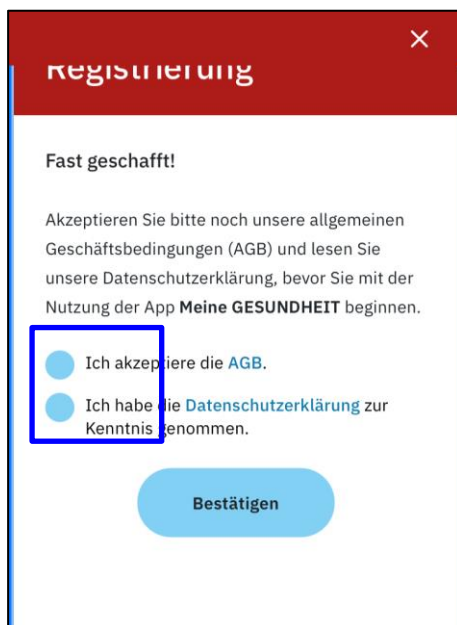 Registrierung
Fast geschafft!
Akzeptieren Sie bitte noch unsere allgemeinen
Geschäftsbedingungen (AGB) und lesen Sie
unsere Datenschutzerklärung, bevor Sie mit der
Nutzung der App Meine GESUNDHEIT beginnen.
Ich akzeptiere die AGB.
Ich habe die Datenschutzerklärung zur
Kenntnis genommen.
Bestätigen